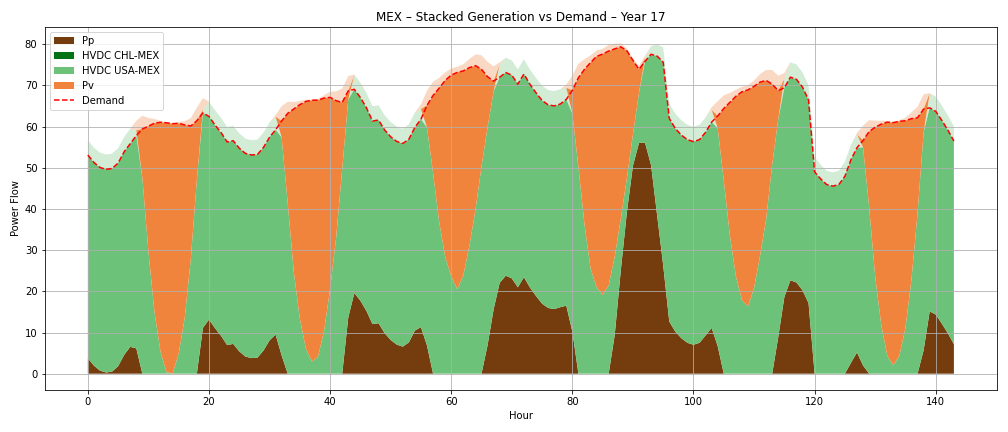 MEX – Stacked Generation vs Demand – Year 17
Pp
HVDC CHL-MEX
HVDC USA-MEX
Pv
Demand
Power Flow
80
70
60
50
40
30
20
10
0
0 20 40 60 80 100 120 140
Hour